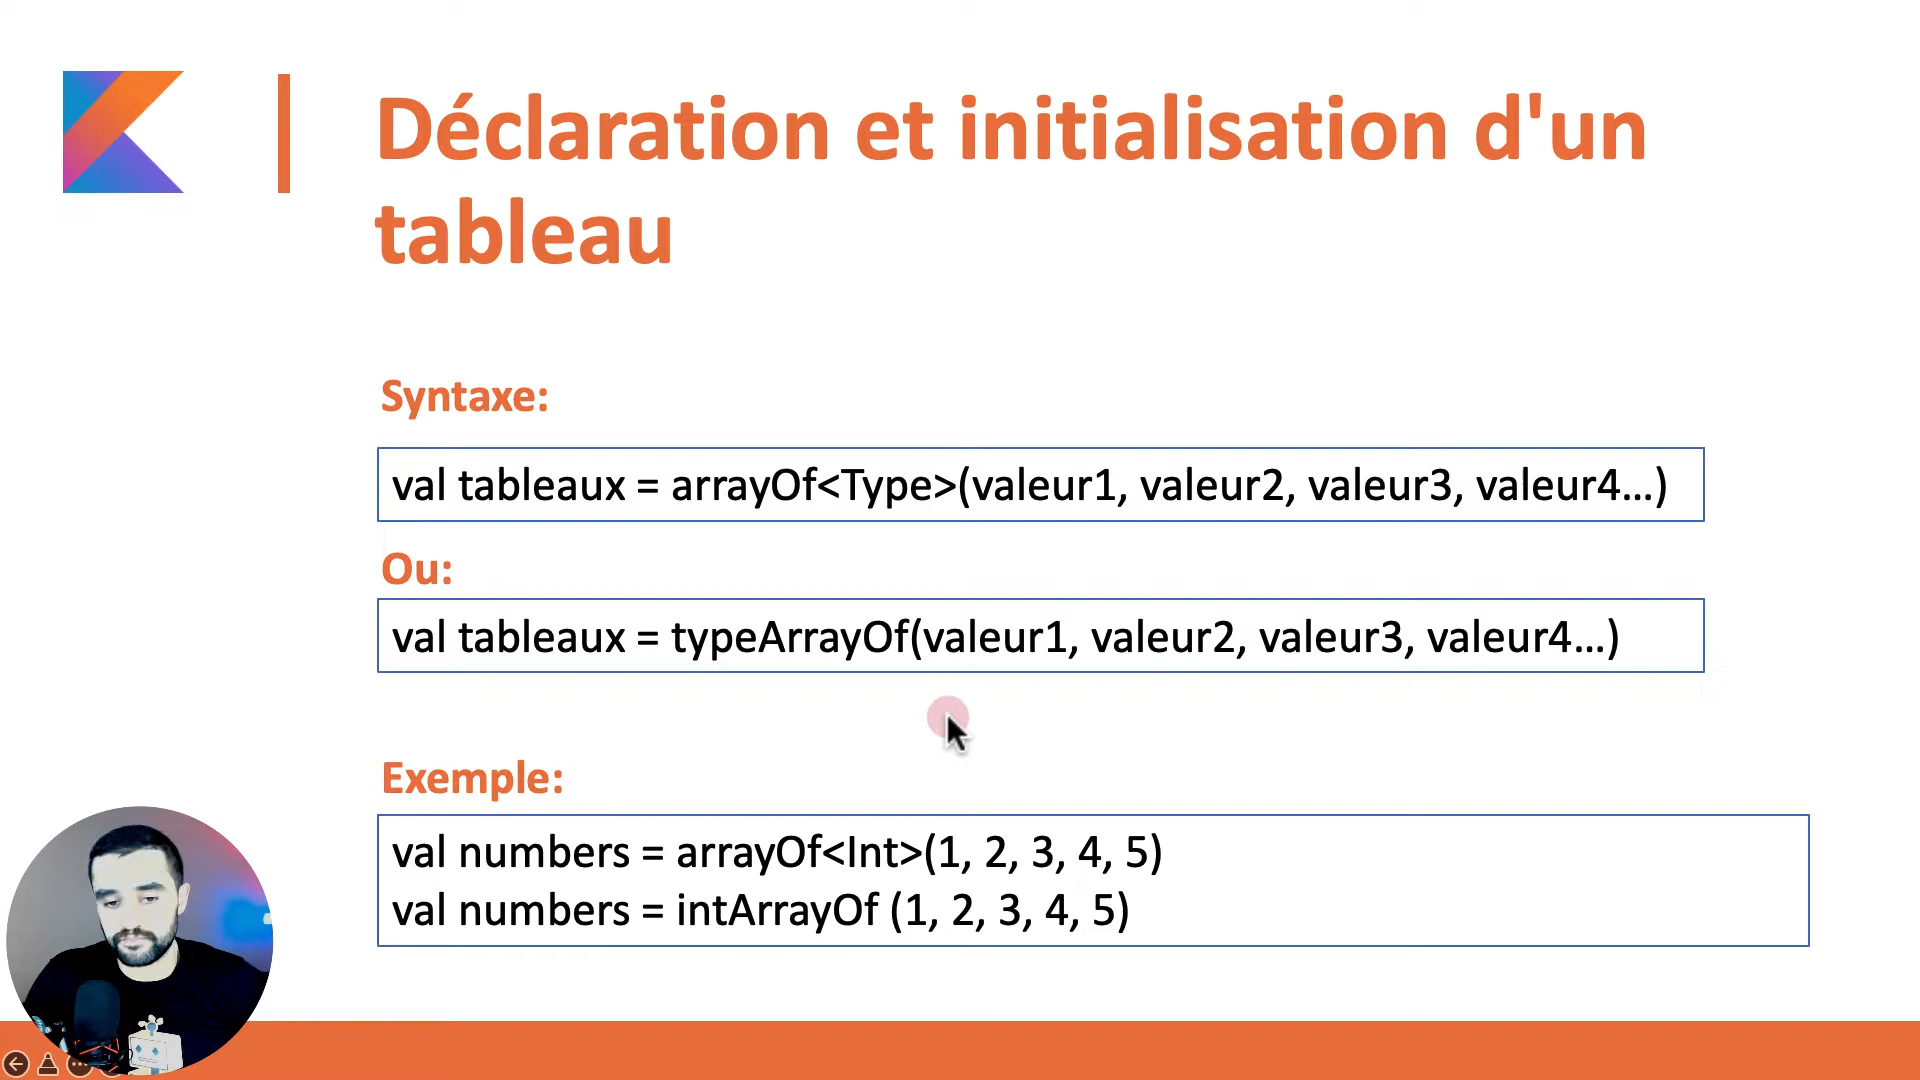 Déclaration et initialisation d'un
tableau
Syntaxe:
val tableaux = arrayOf<Type>(valeur1, valeur2, valeur3, valeur4...)
Ou:
val tableaux = typeArrayOf(valeur1, valeur2, valeur3, valeur4...)
Exemple:
val numbers = arrayOf<Int>(1, 2, 3, 4, 5)
val numbers = intArrayOf (1, 2, 3, 4, 5)